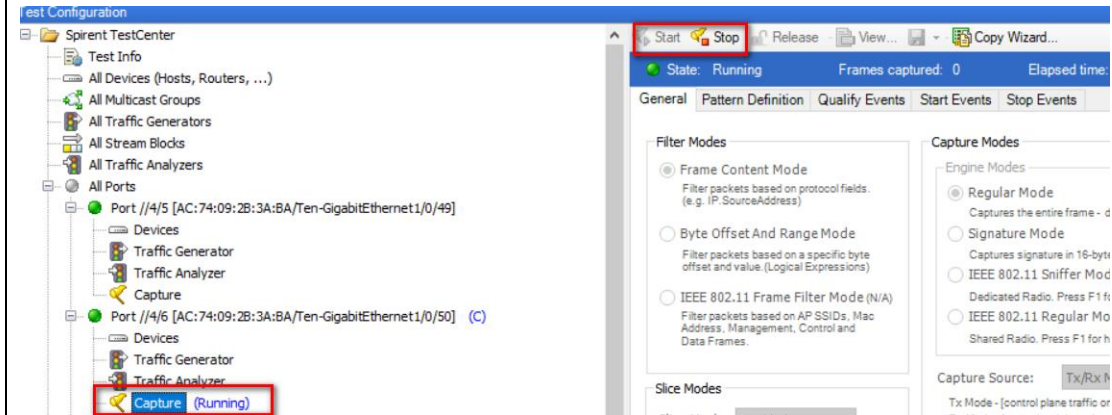 Test Configuration
Spirent TestCenter
Test Info
All Devices (Hosts, Routers, ...)
All Multicast Groups
All Traffic Generators
All Stream Blocks
All Traffic Analyzers
All Ports
Port //4/5 [AC:74:09:2B:3A:BA/Ten-GigabitEthernet1/0/49]
Devices
Traffic Generator
Traffic Analyzer
Capture
Port //4/6 [AC:74:09:2B:3A:BA/Ten-GigabitEthernet1/0/50] (C)
Devices
Traffic Generator
Traffic Analyzer
Capture (Running)
Start Stop Release View... Copy Wizard...
State: Running Frames captured: 0 Elapsed time:
General Pattern Definition Qualify Events Start Events Stop Events
Filter Modes
Frame Content Mode
Filter packets based on protocol fields.
(e.g. IP.SourceAddress)
Byte Offset And Range Mode
Filter packets based on a specific byte
offset and value.(Logical Expressions)
IEEE 802.11 Frame Filter Mode (N/A)
Filter packets based on AP SSIDs, Mac
Address, Management, Control and
Data Frames.
Slice Modes
Capture Modes
Engine Modes
Regular Mode
Captures the entire frame - d
Signature Mode
Captures signature in 16-byte
IEEE 802.11 Sniffer Mod
Dedicated Radio. Press F1 fo
IEEE 802.11 Regular Mo
Shared Radio. Press F1 for h
Capture Source: Tx/Rx M
Tx Mode - [control plane traffic or